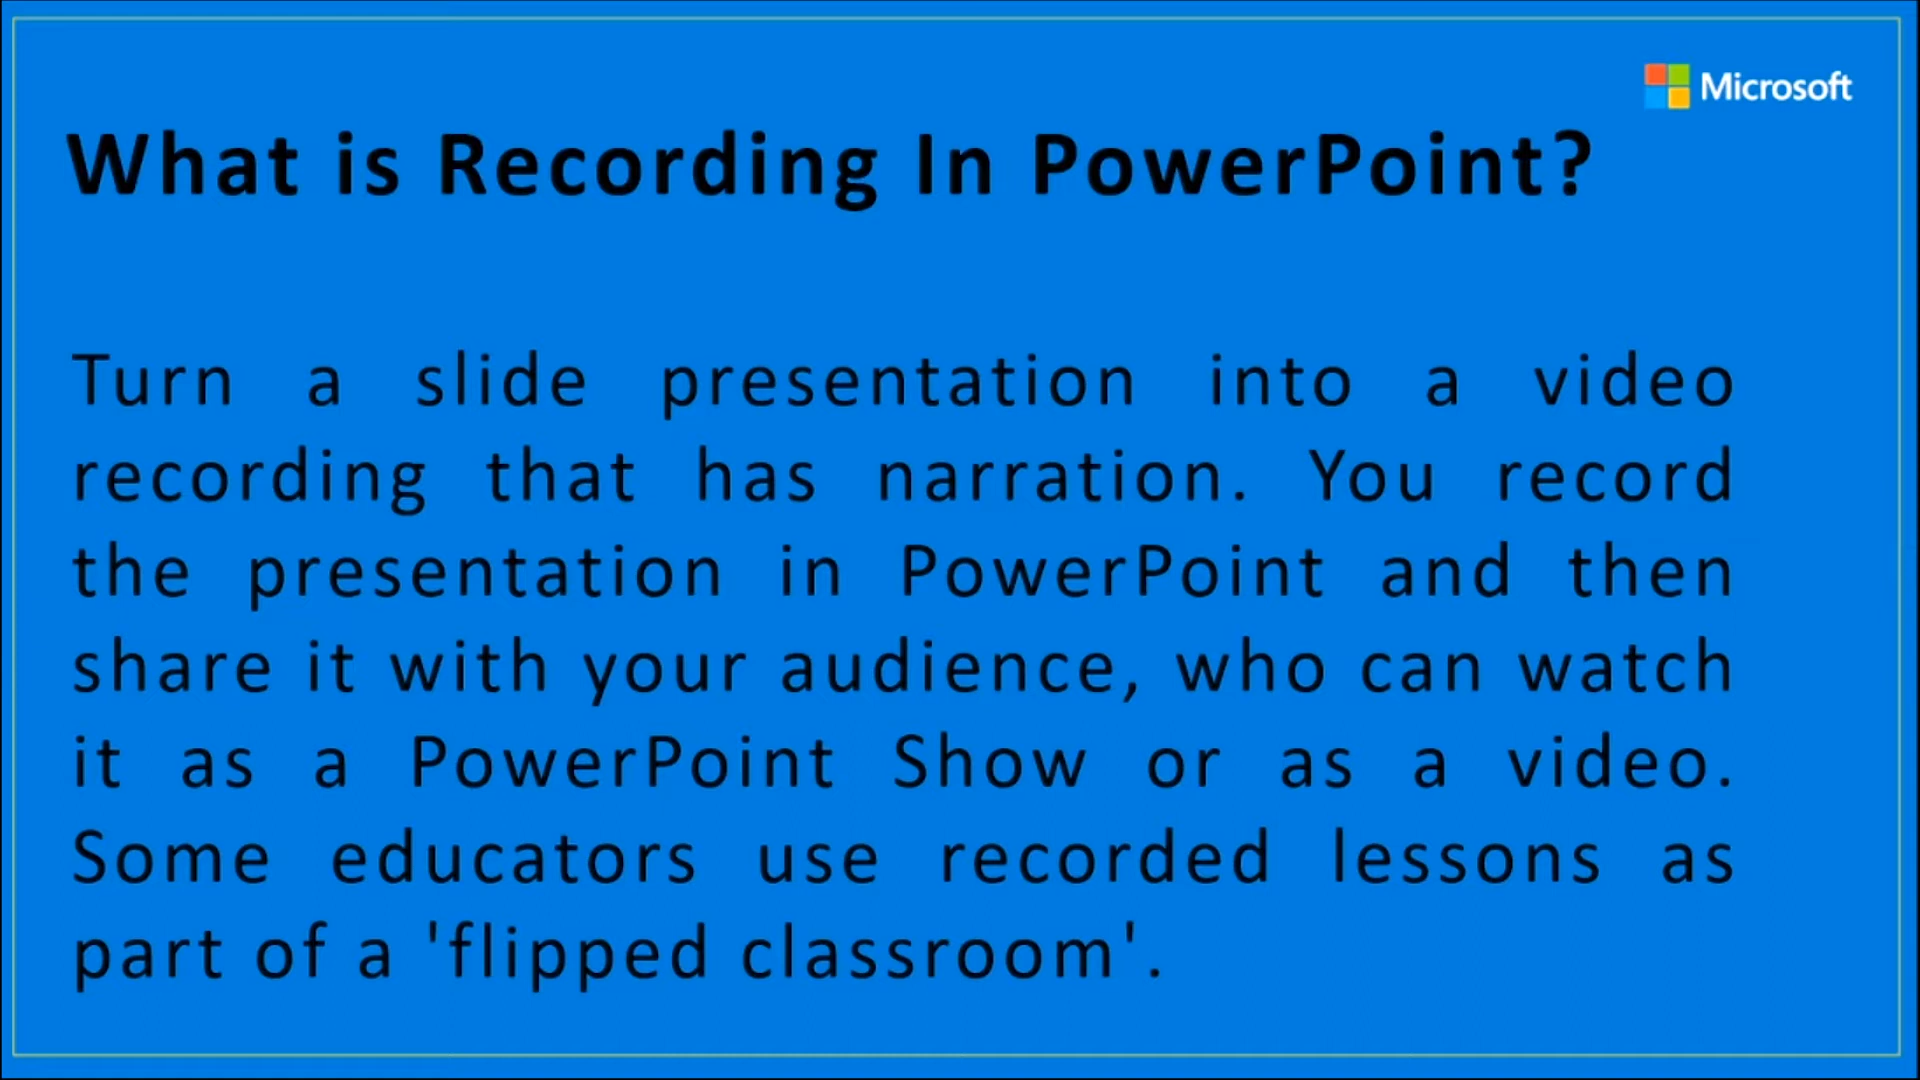 Microsoft
What is Recording In PowerPoint?
Turn a slide presentation into a video
recording that has narration. You record
the presentation in PowerPoint and then
share it with your audience, who can watch
it as a PowerPoint Show or as a video.
Some educators use recorded lessons as
part of a 'flipped classroom'.